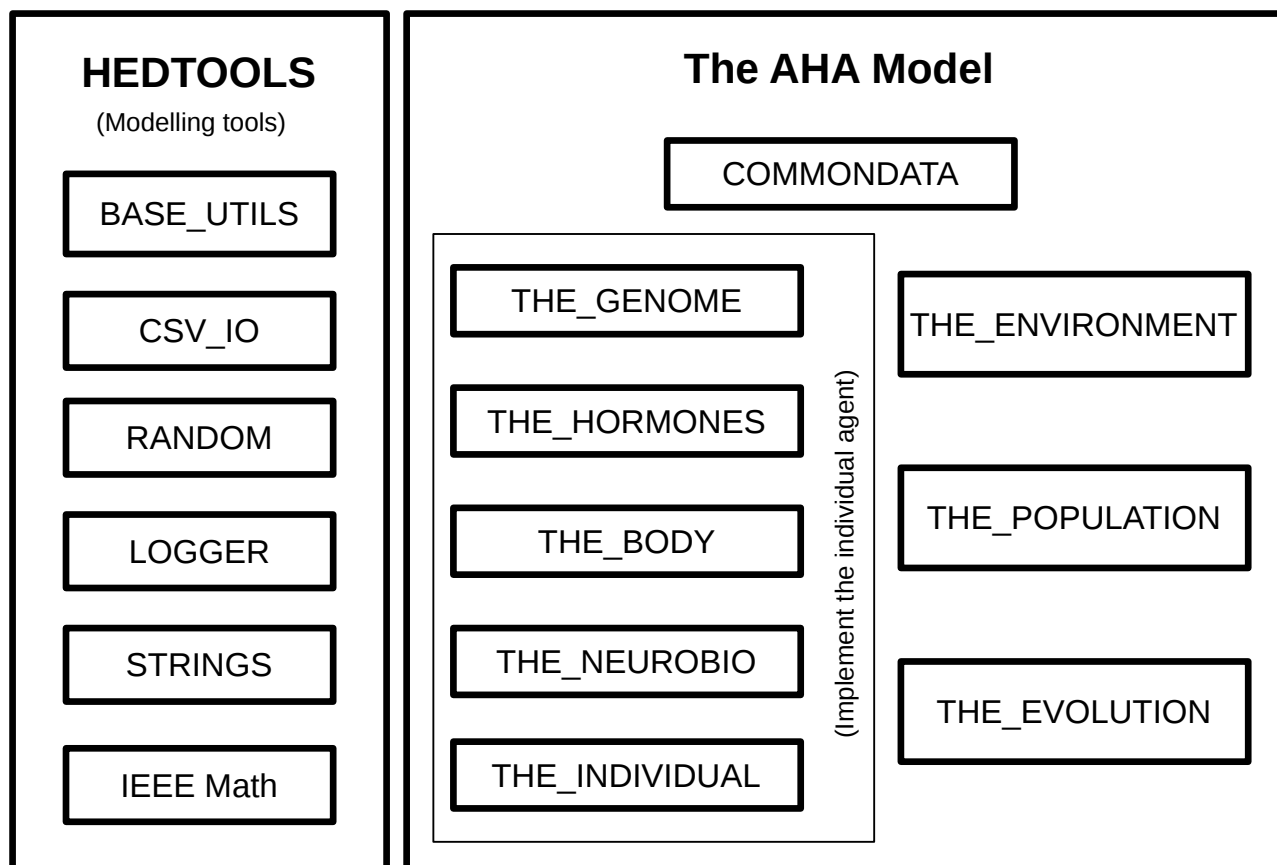 HEDTOOLS
(Modelling tools)
BASE_UTILS
CSV_IO
RANDOM
LOGGER
STRINGS
IEEE Math
The AHA Model
COMMONDATA
THE_GENOME
THE_HORMONES
THE_BODY
THE_NEUROBIO
THE_INDIVIDUAL
(Implement the individual agent)
THE_ENVIRONMENT
THE_POPULATION
THE_EVOLUTION